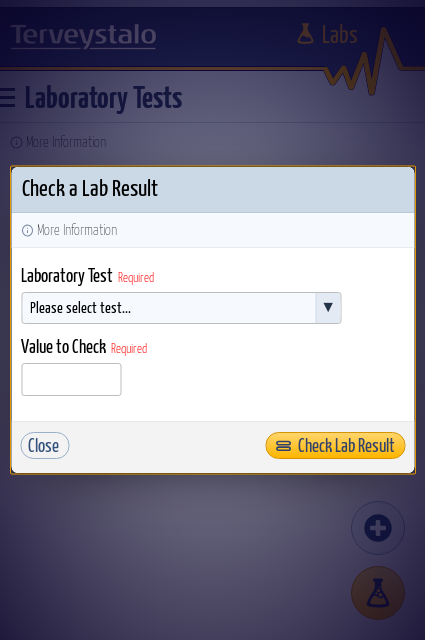 Terveystalo
Labs
Laboratory Tests
More Information
Check a Lab Result
More Information
Laboratory Test Required
Please select test...
Value to Check Required
Close
Check Lab Result